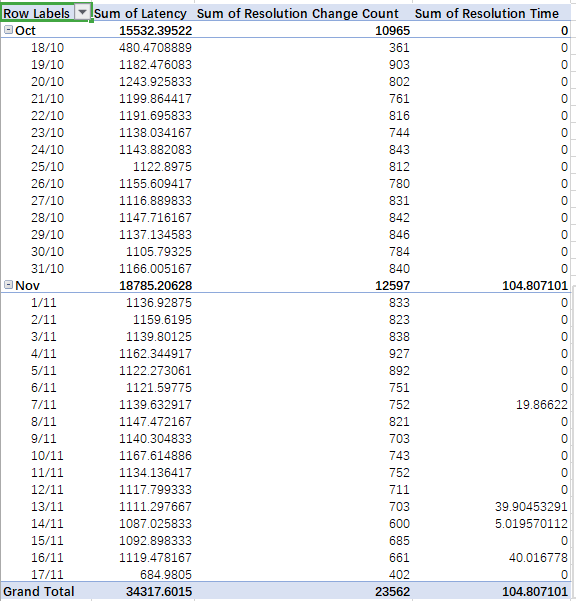 Row Labels Sum of Latency Sum of Resolution Change Count Sum of Resolution Time
Oct 15532.39522 10965 0
18/10 480.4708889 361 0
19/10 1182.476083 903 0
20/10 1243.925833 802 0
21/10 1199.864417 761 0
22/10 1191.695833 816 0
23/10 1138.034167 744 0
24/10 1143.882083 843 0
25/10 1122.8975 812 0
26/10 1155.609417 780 0
27/10 1116.889833 831 0
28/10 1147.716167 842 0
29/10 1137.134583 846 0
30/10 1105.79325 784 0
31/10 1166.005167 840 0
Nov 18785.20628 12597 104.807101
1/11 1136.92875 833 0
2/11 1159.6195 823 0
3/11 1139.80125 838 0
4/11 1162.344917 927 0
5/11 1122.273061 892 0
6/11 1121.59775 751 0
7/11 1139.632917 752 19.86622
8/11 1147.472167 821 0
9/11 1140.304833 703 0
10/11 1167.614886 743 0
11/11 1134.136417 752 0
12/11 1117.799333 711 0
13/11 1111.297667 703 39.90453291
14/11 1087.025833 600 5.019570112
15/11 1092.898333 685 0
16/11 1119.478167 661 40.016778
17/11 684.9805 402 0
Grand Total 34317.6015 23562 104.807101